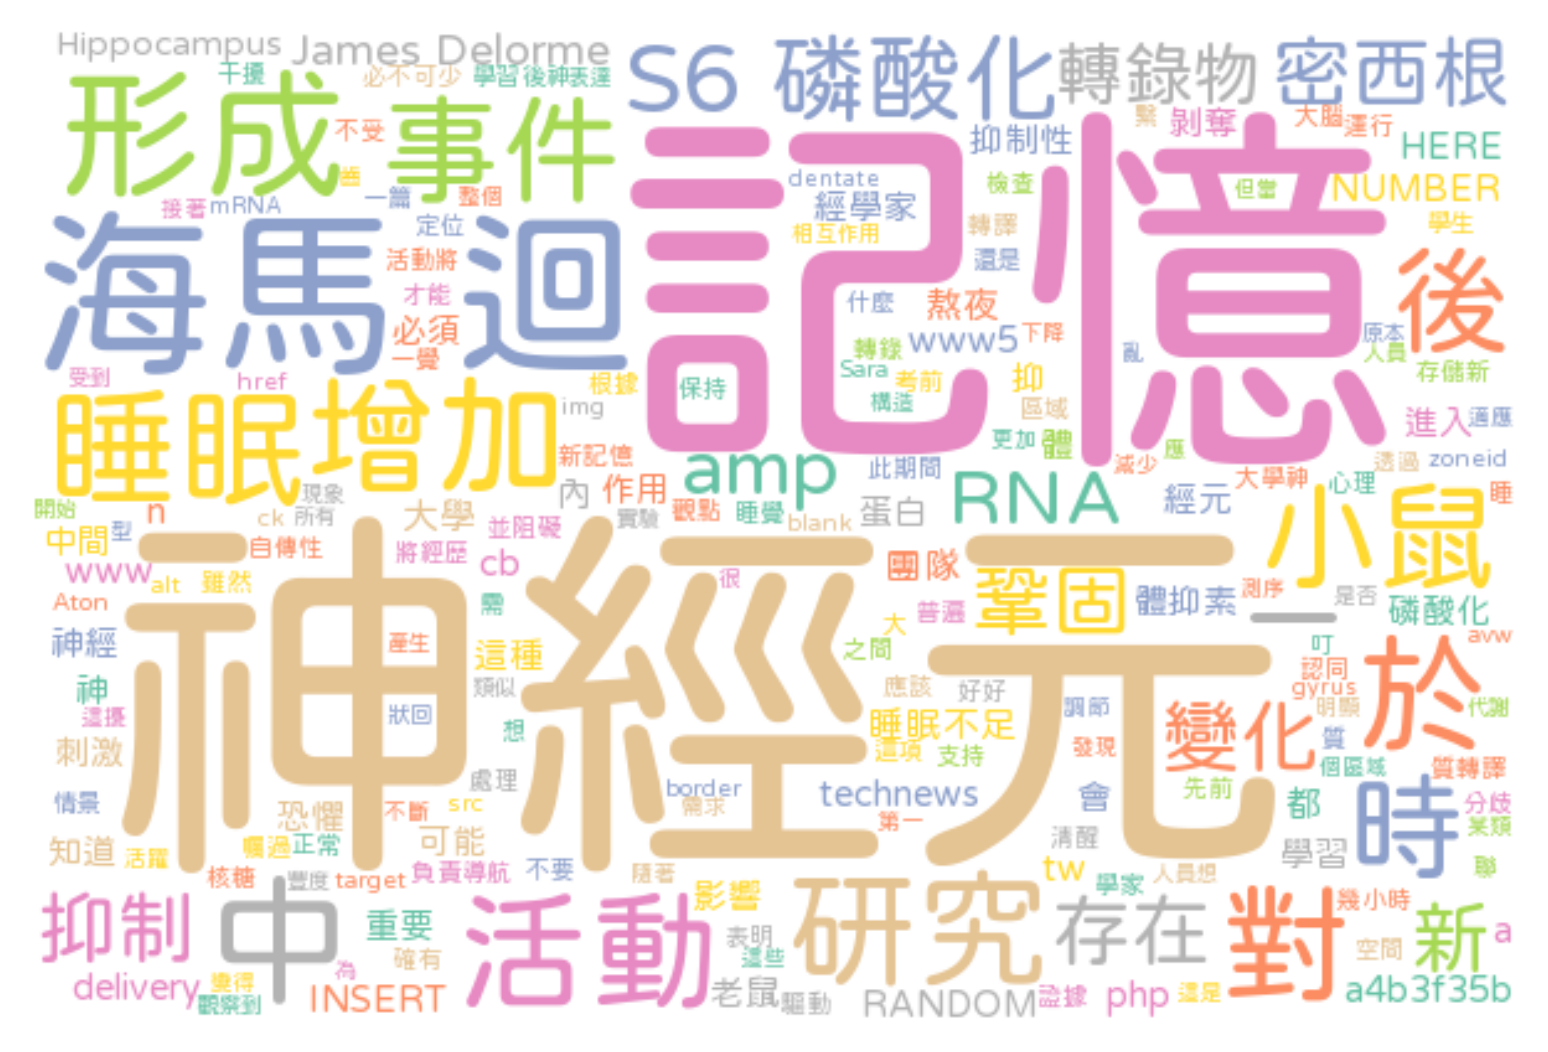 Hippocampus James Delorme
干擾 必不可少 學習後神表達
S6 磷酸化 轉錄物 密西根
形成 事件 不受
記憶
抑制性 繫 剝奪 大腦 運行
HERE
dentate 檢查 但當 NUMBER
齒 一篇 整個
接著 mRNA 經學家
定位 相互作用 轉譯 學生
海馬迴 活動將 還是 後
才能 什麼 熬夜
必須 www5 下降 原本
一覺 轉錄 亂 人員
受到 href 根據 保持 Sara 考前 抑 存儲新
睡眠 增加 img 構造 區域 進入 適應
更加 體
新記憶 amp 此期間 減少 應 透過 zoneid
現象 內 作用 RNA 經元 大學神 心理 睡
開始 n ck 所有 大學 並阻礙 實驗 觀點 睡覺 blank 蛋白 小鼠
中間 型 自傳性 將經歷
www cb 很 團隊 鞏固 測序
alt 雖然 體抑素 一 是否
Aton 需 普遍 磷酸化
神經元
神經 產生 這種 大 之間 叮 avw
認同 於
神 類似 應該 好好 gyrus
這擾 狀回 調節 明顯 代謝
刺激 想 睡眠不足 變化 質
這項 支持 發現 個區域 質轉譯
處理 border technews 先前
情景 恐懼 不斷 src 需求 會 都 時 分歧
第一 某類
知道 活躍 正常 可能 清醒 學習
核糖 豐度 target 負責導航 不要 隨著 tw 學家 人員想 聯
抑制 中 重要 活動 影響 研究 存在 對 幾小時 新 a
確有 表明 空間
delivery 覺得 為 這些
觀察到 INSERT 老鼠 驅動 RANDOM 證據 php 這是 a4b3f35b